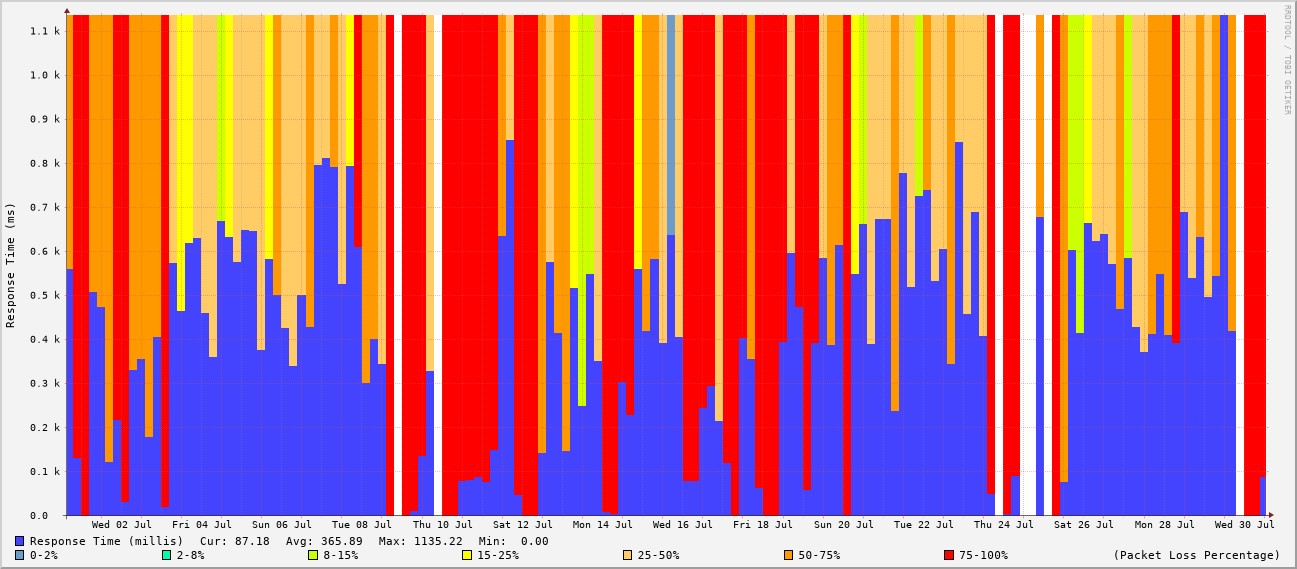 RRDTOOL / TOBI OETIKER
Response Time (ms)
1.1 k
1.0 k
0.9 k
0.8 k
0.7 k
0.6 k
0.5 k
0.4 k
0.3 k
0.2 k
0.1 k
0.0
Wed 02 Jul Fri 04 Jul Sun 06 Jul Tue 08 Jul Thu 10 Jul Sat 12 Jul Mon 14 Jul Wed 16 Jul Fri 18 Jul Sun 20 Jul Tue 22 Jul Thu 24 Jul Sat 26 Jul Mon 28 Jul Wed 30 Jul
Response Time (millis) Cur: 87.18 Avg: 365.89 Max: 1135.22 Min: 0.00
0-2% 2-8% 8-15% 15-25% 25-50% 50-75% 75-100% (Packet Loss Percentage)